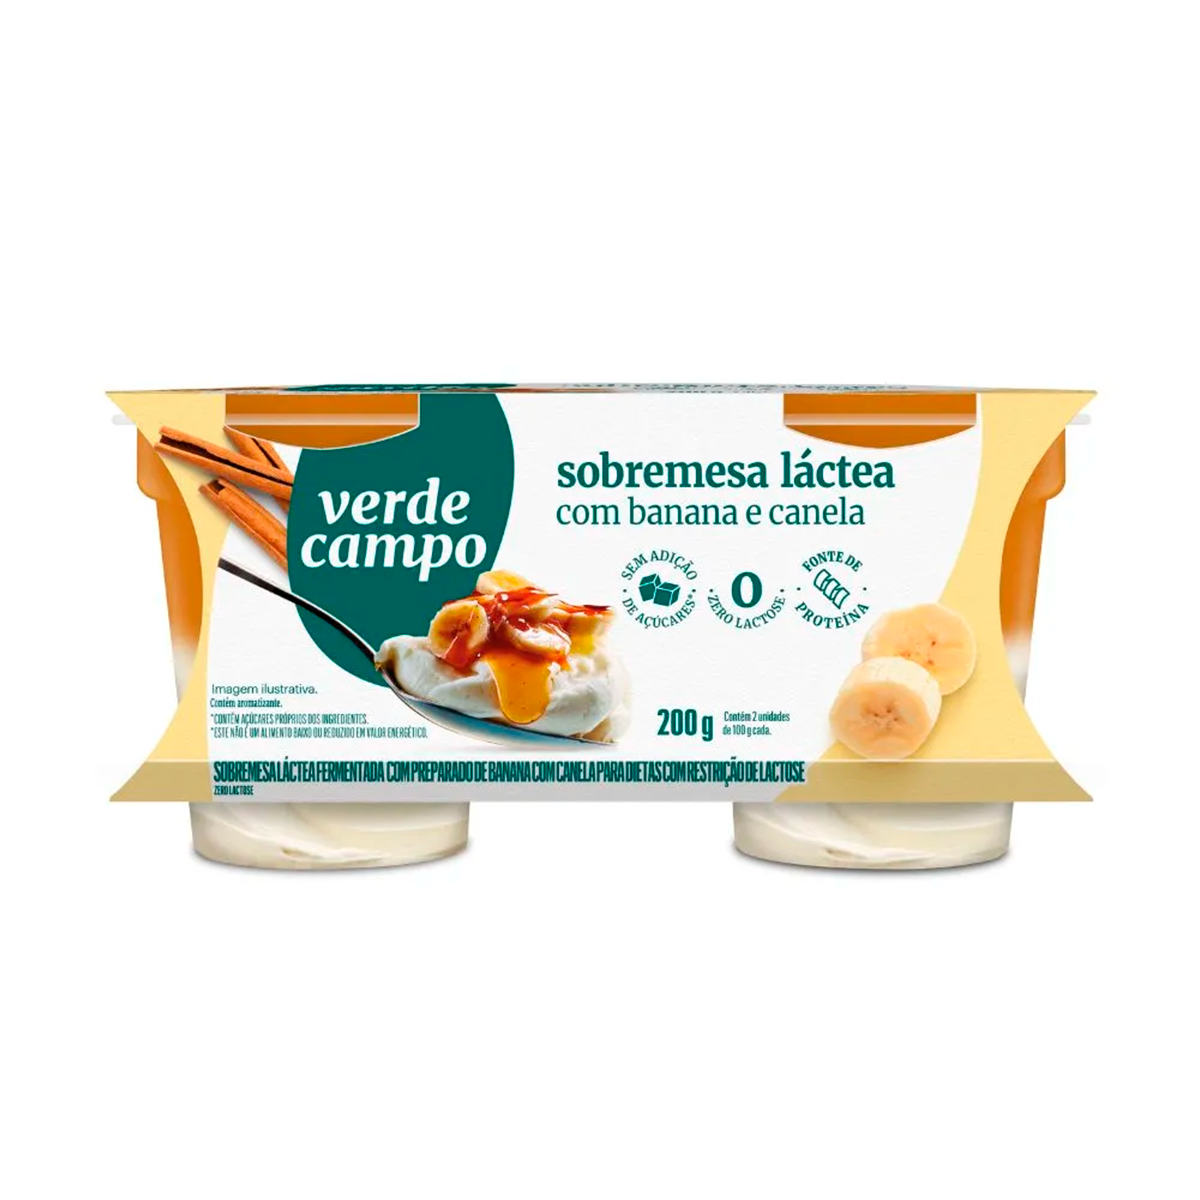 verde
campo
sobremesa láctea
com banana e canela
SEM ADIÇÃO
DE AÇÚCARES*
0
ZERO LACTOSE
FONTE DE
PROTEÍNA
Imagem ilustrativa.
Contém aromatizante.
*CONTÉM AÇÚCARES PRÓPRIOS DOS INGREDIENTES.
*ESTE NÃO É UM ALIMENTO BAIXO OU REDUZIDO EM VALOR ENERGÉTICO.
200 g
Contém 2 unidades
de 100 g cada.
SOBREMESA LÁCTEA FERMENTADA COM PREPARADO DE BANANA COM CANELA PARA DIETAS COM RESTRIÇÃO DE LACTOSE
ZERO LACTOSE